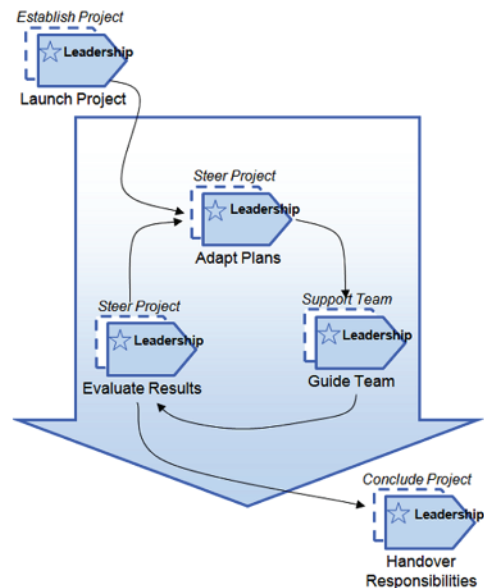 Establish Project
Leadership
Launch Project
Steer Project
Leadership
Adapt Plans
Steer Project
Leadership
Evaluate Results
Support Team
Leadership
Guide Team
Conclude Project
Leadership
Handover
Responsibilities